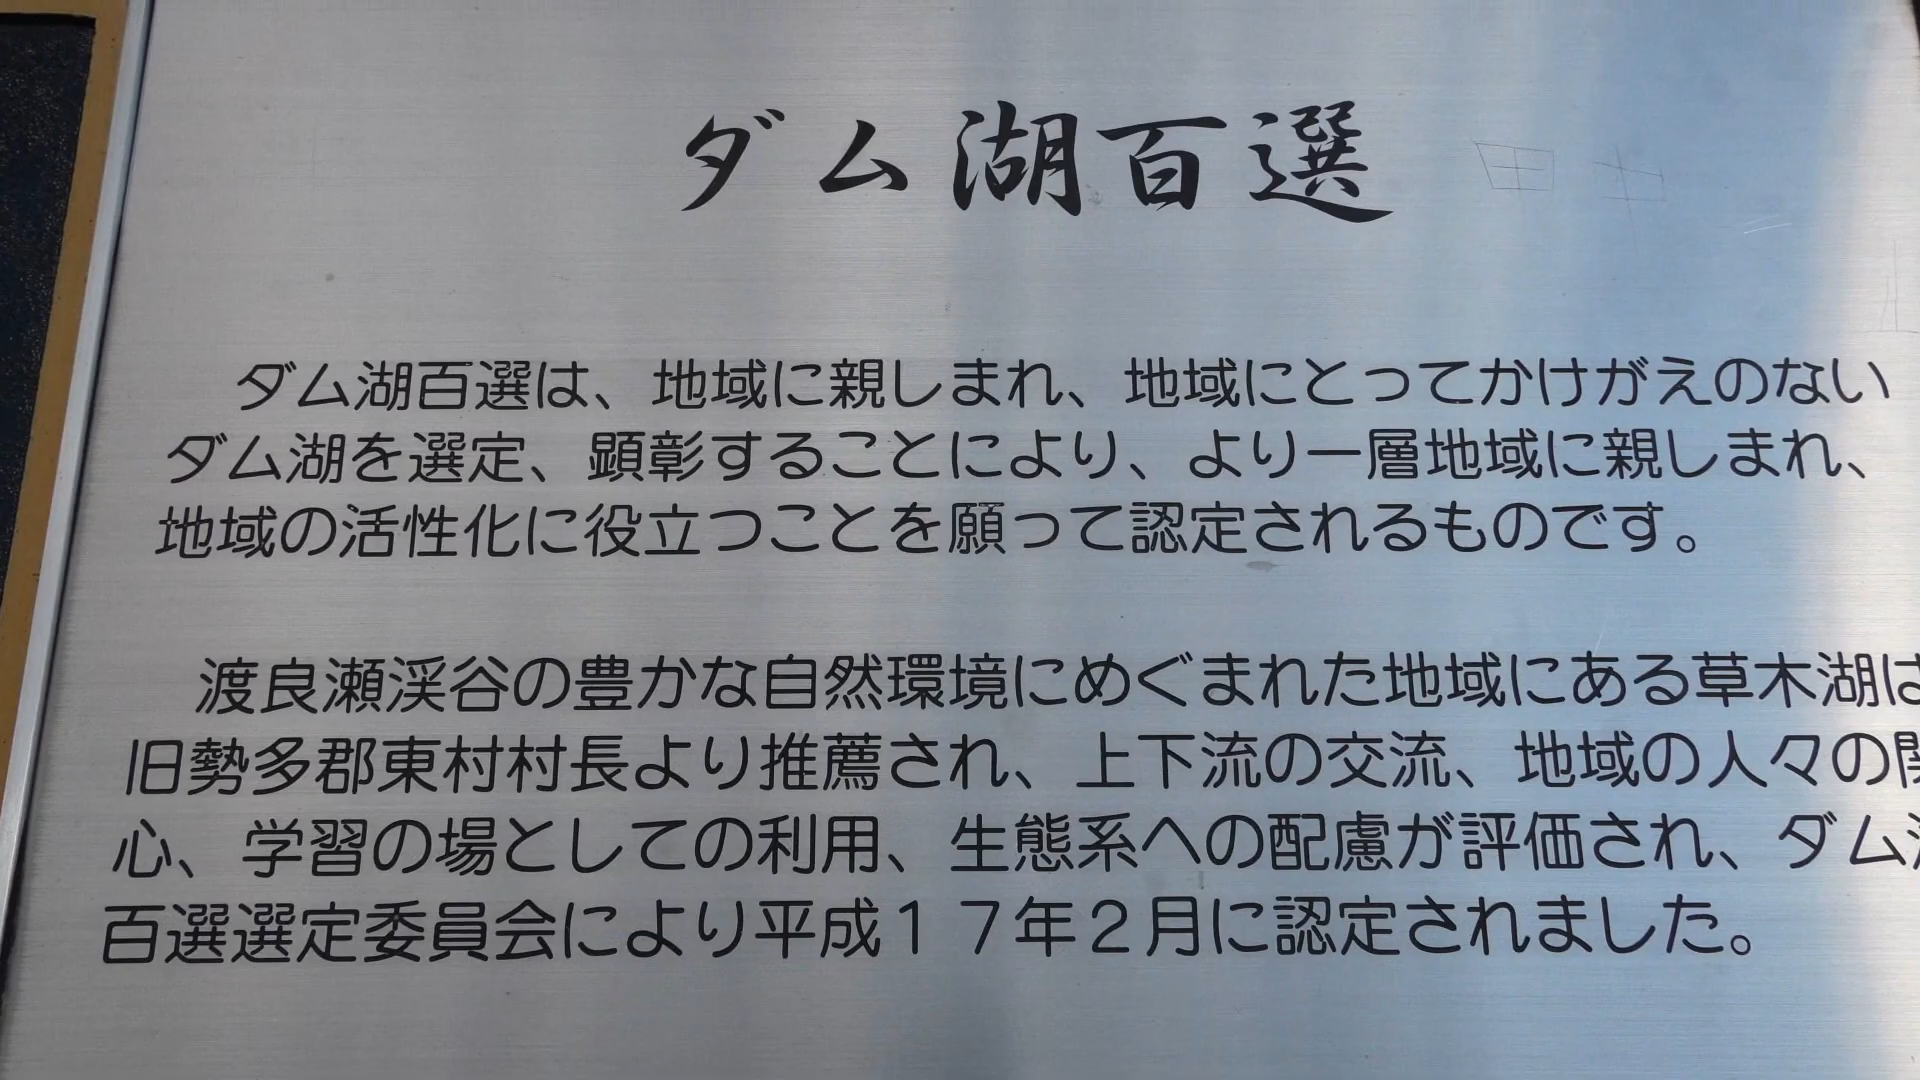 ダム湖百選
ダム湖百選は、地域に親しまれ、地域にとってかけがえのない
ダム湖を選定、顕彰することにより、より一層地域に親しまれ、
地域の活性化に役立つことを願って認定されるものです。
渡良瀬渓谷の豊かな自然環境にめぐまれた地域にある草木湖は
旧勢多郡東村村長より推薦され、上下流の交流、地域の人々の関
心、学習の場としての利用、生態系への配慮が評価され、ダム湖
百選選定委員会により平成１７年２月に認定されました。